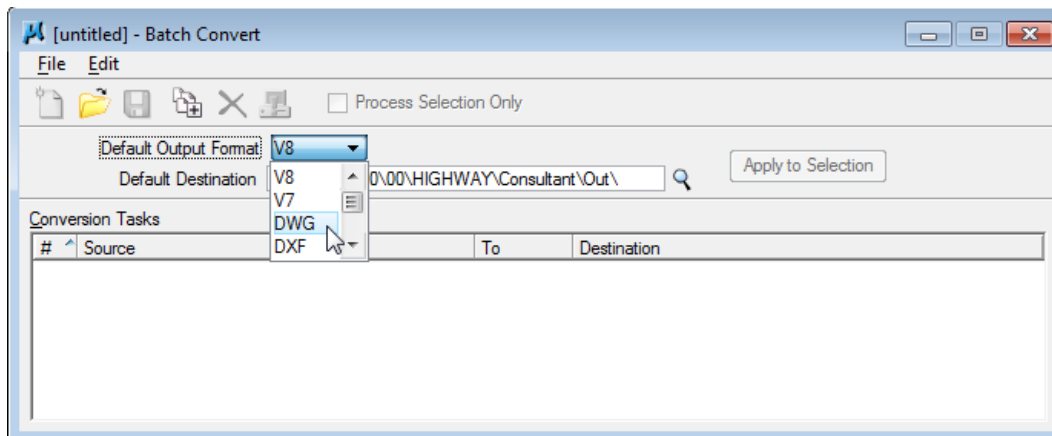 [untitled] - Batch Convert
File Edit
Process Selection Only
Default Output Format V8
Default Destination 0\00\HIGHWAY\Consultant\Out\
Apply to Selection
V8
V7
DWG
DXF
Conversion Tasks
# Source To Destination